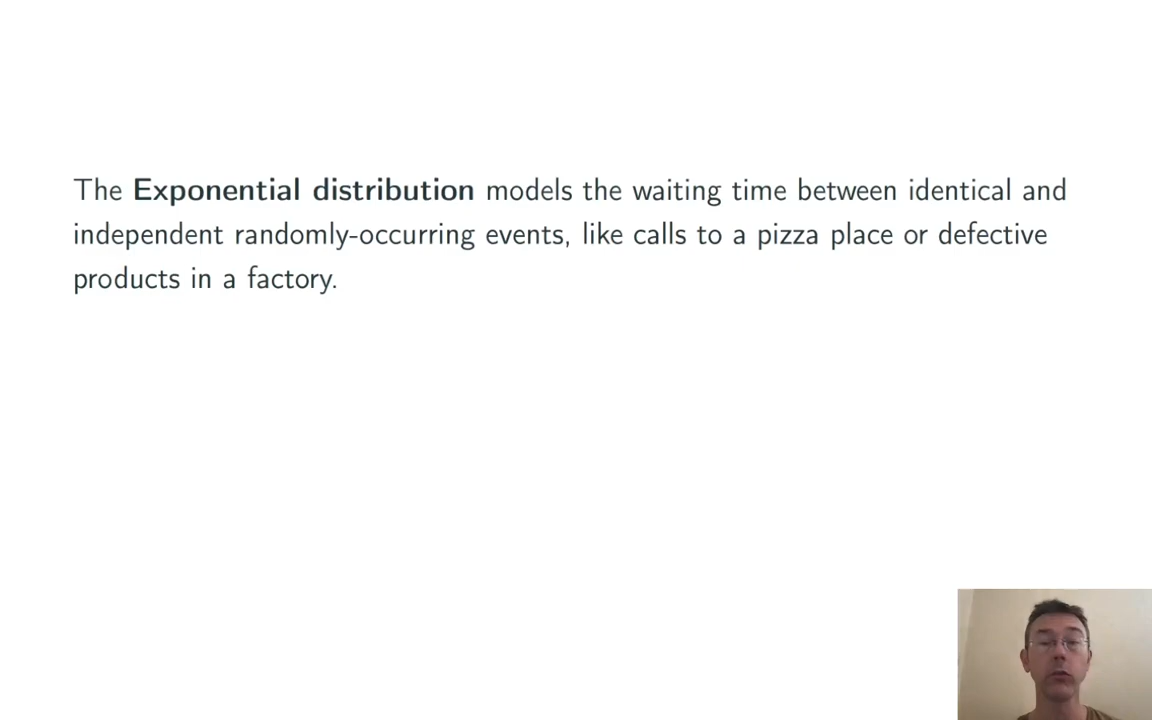 The Exponential distribution models the waiting time between identical and
independent randomly-occurring events, like calls to a pizza place or defective
products in a factory.